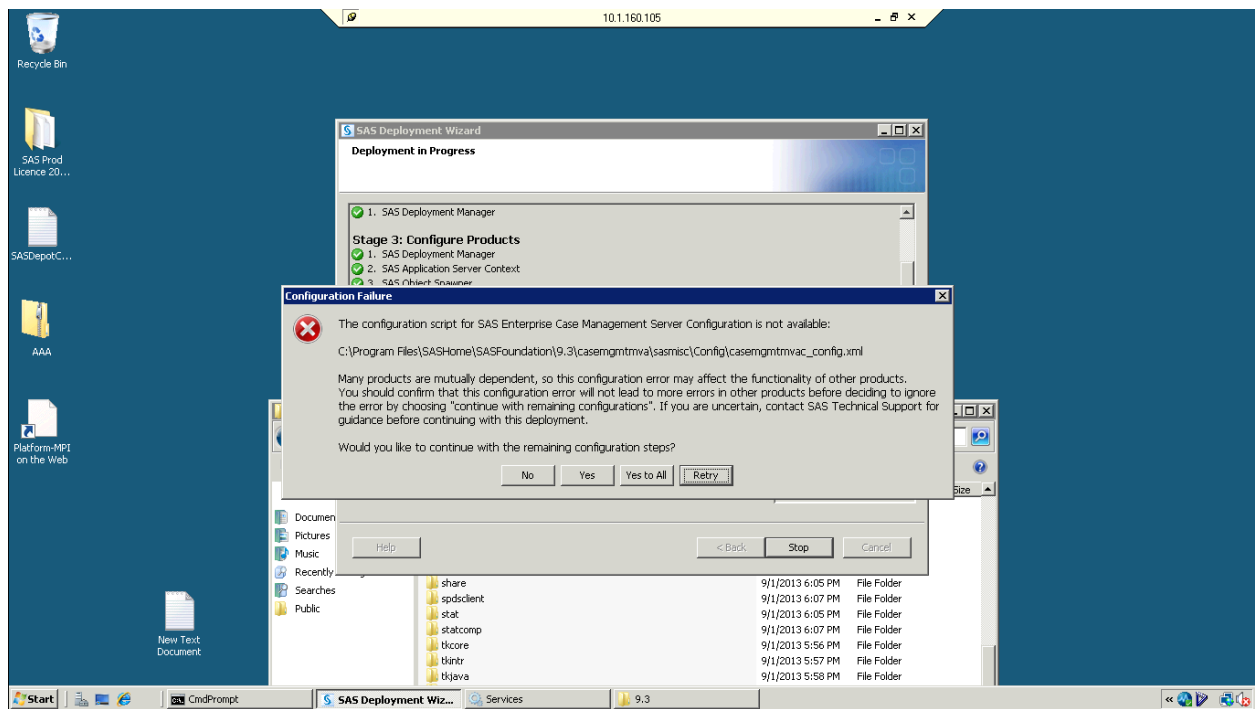 10.1.160.105
Recycle Bin
SAS Prod
Licence 20...
SASDepotC...
AAA
Platform-MPI
on the Web
New Text
Document
SAS Deployment Wizard
Deployment in Progress
1. SAS Deployment Manager
Stage 3: Configure Products
1. SAS Deployment Manager
2. SAS Application Server Context
3. SAS Object Spawner
Configuration Failure
The configuration script for SAS Enterprise Case Management Server Configuration is not available:
C:\Program Files\SASHome\SASFoundation\9.3\casemgmtmva\sasmisc\Config\casemgmtmvac_config.xml
Many products are mutually dependent, so this configuration error may affect the functionality of other products.
You should confirm that this configuration error will not lead to more errors in other products before deciding to ignore
the error by choosing "continue with remaining configurations". If you are uncertain, contact SAS Technical Support for
guidance before continuing with this deployment.
Would you like to continue with the remaining configuration steps?
No Yes Yes to All Retry
Size
Documen
Pictures
Music
Recently
Searches
Public
Help < Back Stop Cancel
share 9/1/2013 6:05 PM File Folder
spdsclient 9/1/2013 6:07 PM File Folder
stat 9/1/2013 6:05 PM File Folder
statcomp 9/1/2013 6:07 PM File Folder
tkcore 9/1/2013 5:56 PM File Folder
tkintr 9/1/2013 5:57 PM File Folder
tkjava 9/1/2013 5:58 PM File Folder
Start CmdPrompt SAS Deployment Wiz... Services 9.3